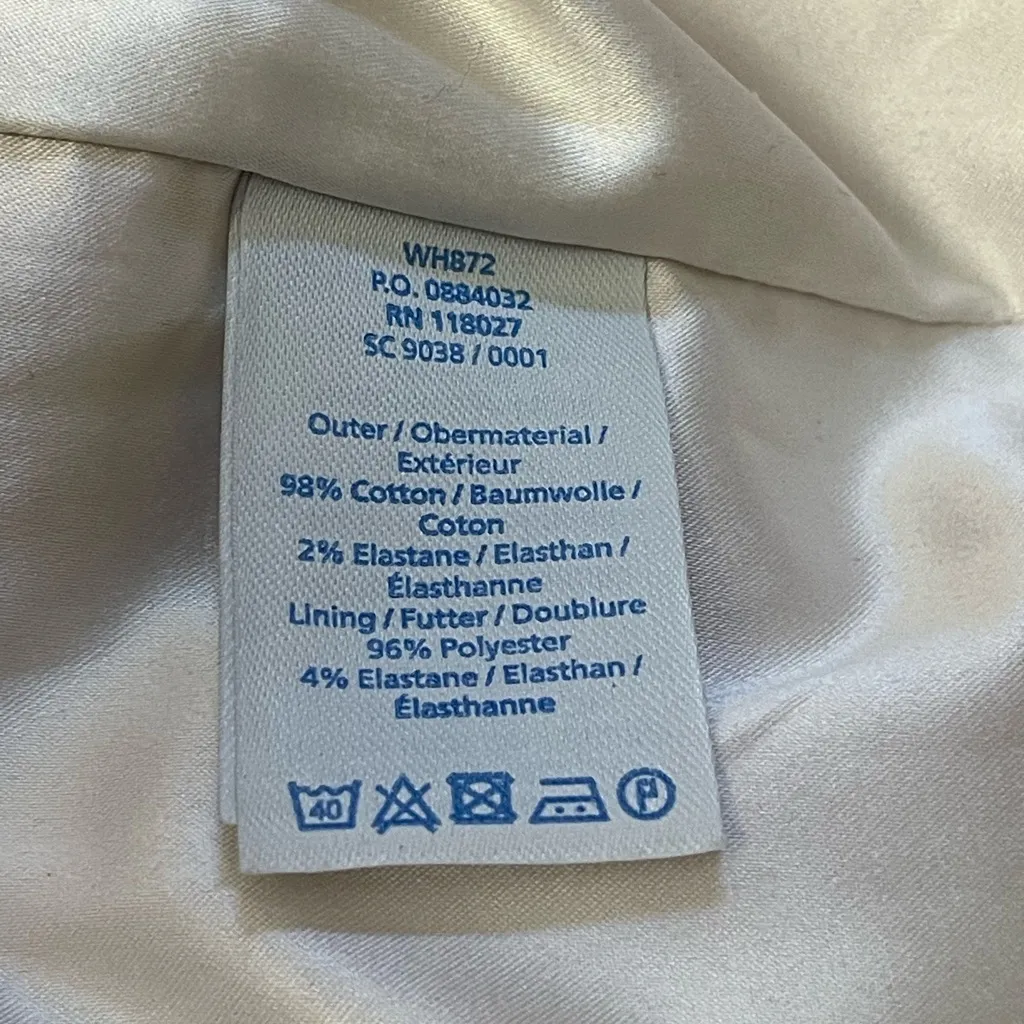 WH872
P.O. 0884032
RN 118027
SC 9038 / 0001
Outer / Obermaterial /
Extérieur
98% Cotton / Baumwolle /
Coton
2% Elastane / Elasthan /
Élasthanne
Lining / Futter / Doublure
96% Polyester
4% Elastane / Elasthan /
Élasthanne
40 P